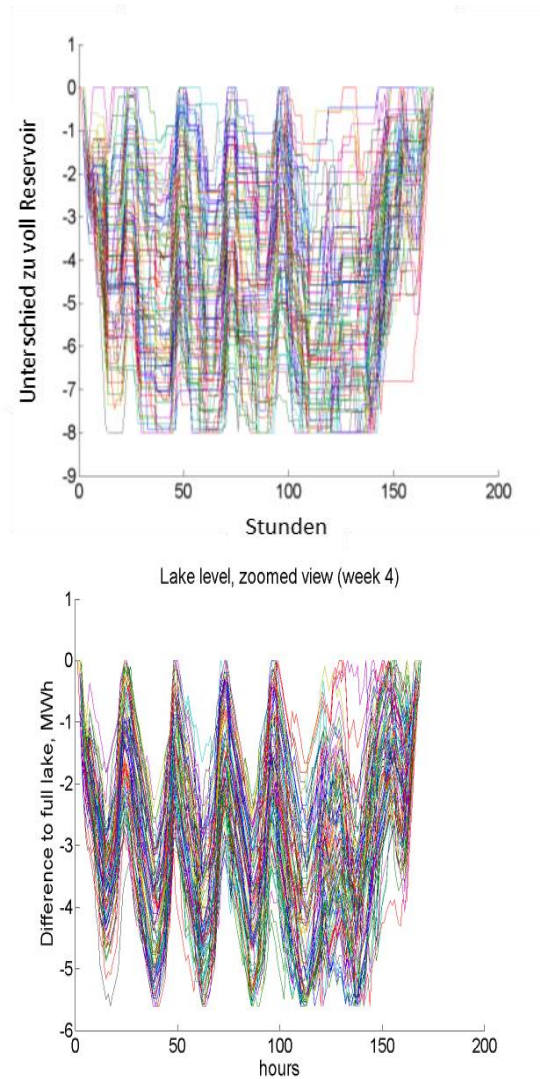 1
0
-1
-2
-3
-4
-5
-6
-7
-8
-9
Unterschied zu voll Reservoir
0 50 100 150 200
Stunden
Lake level, zoomed view (week 4)
1
0
-1
-2
-3
-4
-5
-6
Difference to full lake, MWh
0 50 100 150 200
hours